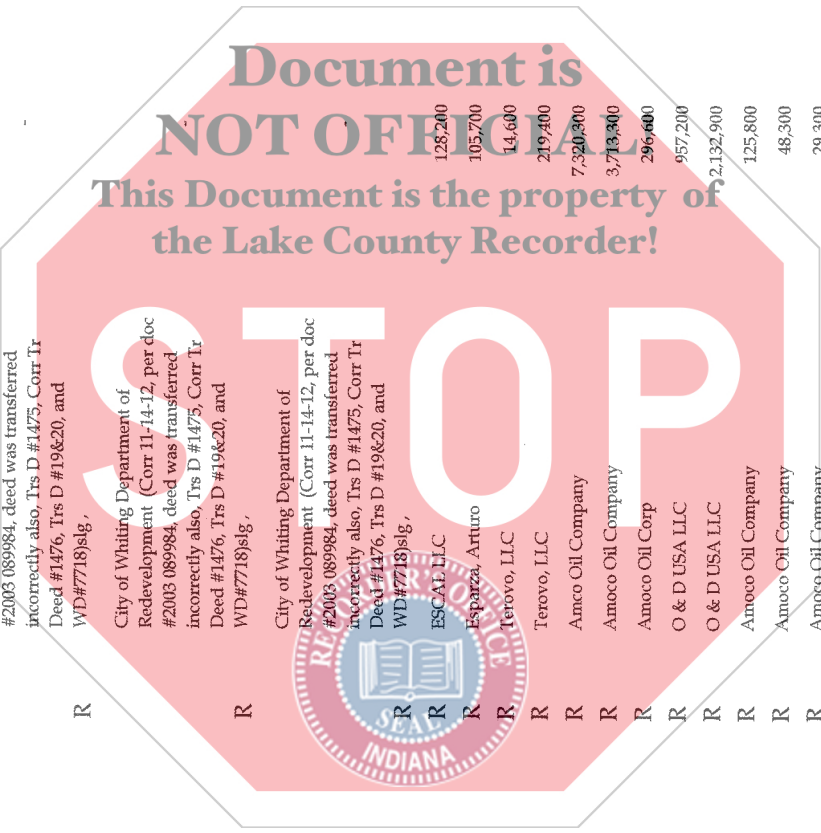 Document is
NOT OFFICIAL!
This Document is the property of
the Lake County Recorder!
STOP
RECORDER'S OFFICE
SEAL
INDIANA
#2003 089984, deed was transferred
incorrectly also, Trs D #1475, Corr Tr
Deed #1476, Trs D #19&20, and
R WD#7718)slg , -
City of Whiting Department of
Redevelopment (Corr 11-14-12, per doc
#2003 089984, deed was transferred
incorrectly also, Trs D #1475, Corr Tr
Deed #1476, Trs D #19&20, and
R WD#7718)slg , -
City of Whiting Department of
Redevelopment (Corr 11-14-12, per doc
#2003 089984, deed was transferred
incorrectly also, Trs D #1475, Corr Tr
Deed #1476, Trs D #19&20, and
R WD#7718)slg , -
R ESCAL LLC 128,200
R Esparza, Arturo 105,700
R Terovo, LLC 14,600
R Terovo, LLC 219,400
R Amco Oil Company 7,320,300
R Amoco Oil Company 3,713,300
R Amoco Oil Corp 296,600
R O & D USA LLC 957,200
R O & D USA LLC 2,132,900
R Amoco Oil Company 125,800
R Amoco Oil Company 48,300
R Amoco Oil Company 29,300